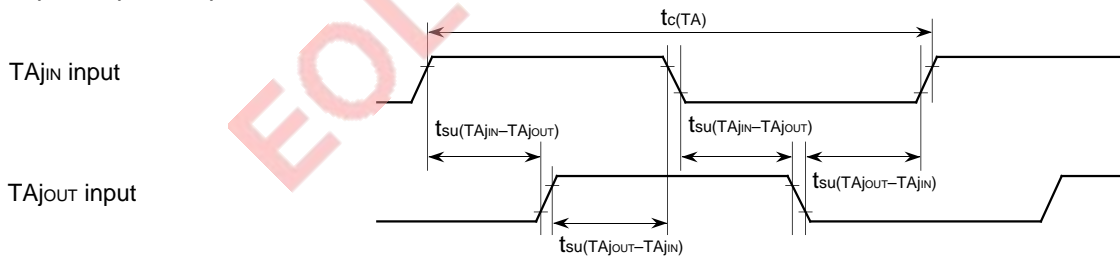 tc(TA)
TAjIN input
tsu(TAjIN–TAjOUT)
tsu(TAjIN–TAjOUT)
tsu(TAjOUT–TAjIN)
TAjOUT input
tsu(TAjOUT–TAjIN)
EOL